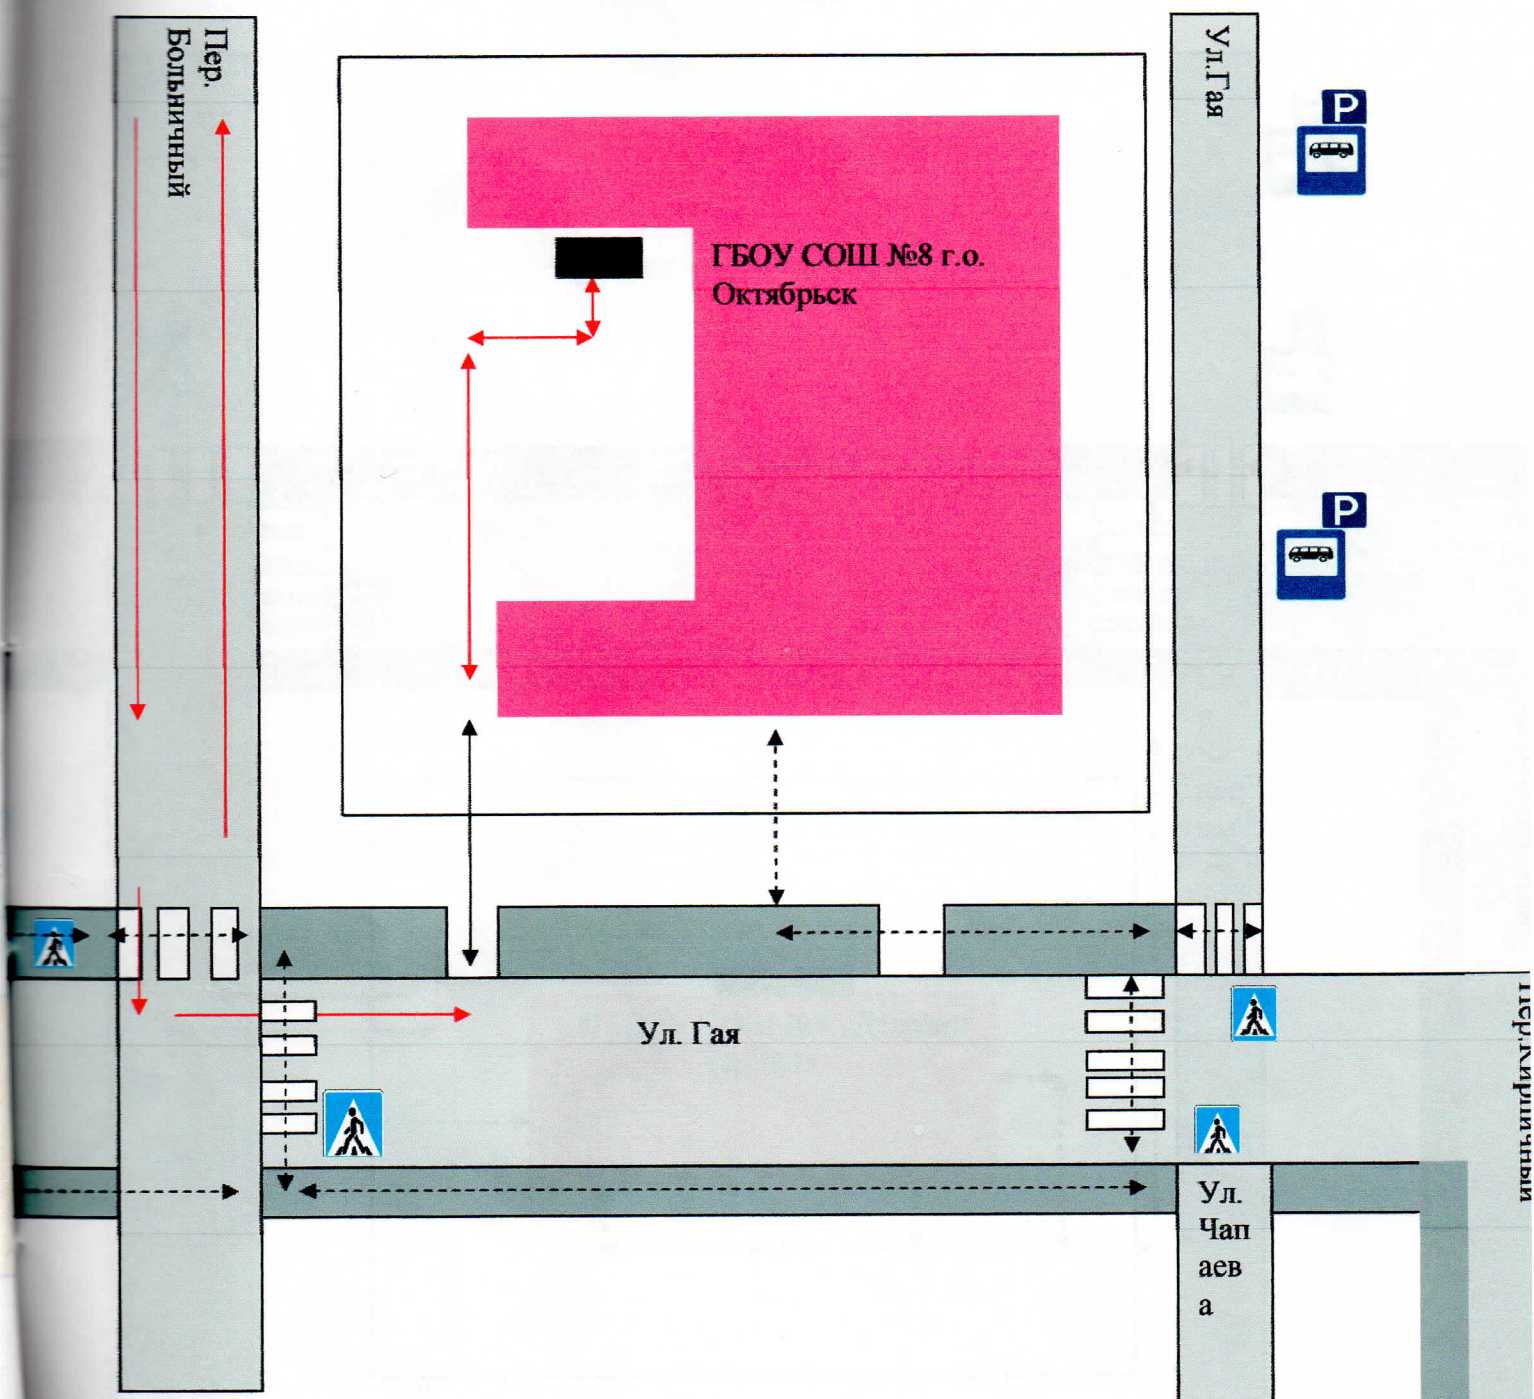 Пер.
Больничный
Ул.Гая
P
ГБОУ СОШ №8 г.о.
Октябрьск
P
Ул. Гая
Пер.Кирпичный
Ул.
Чап
аев
а